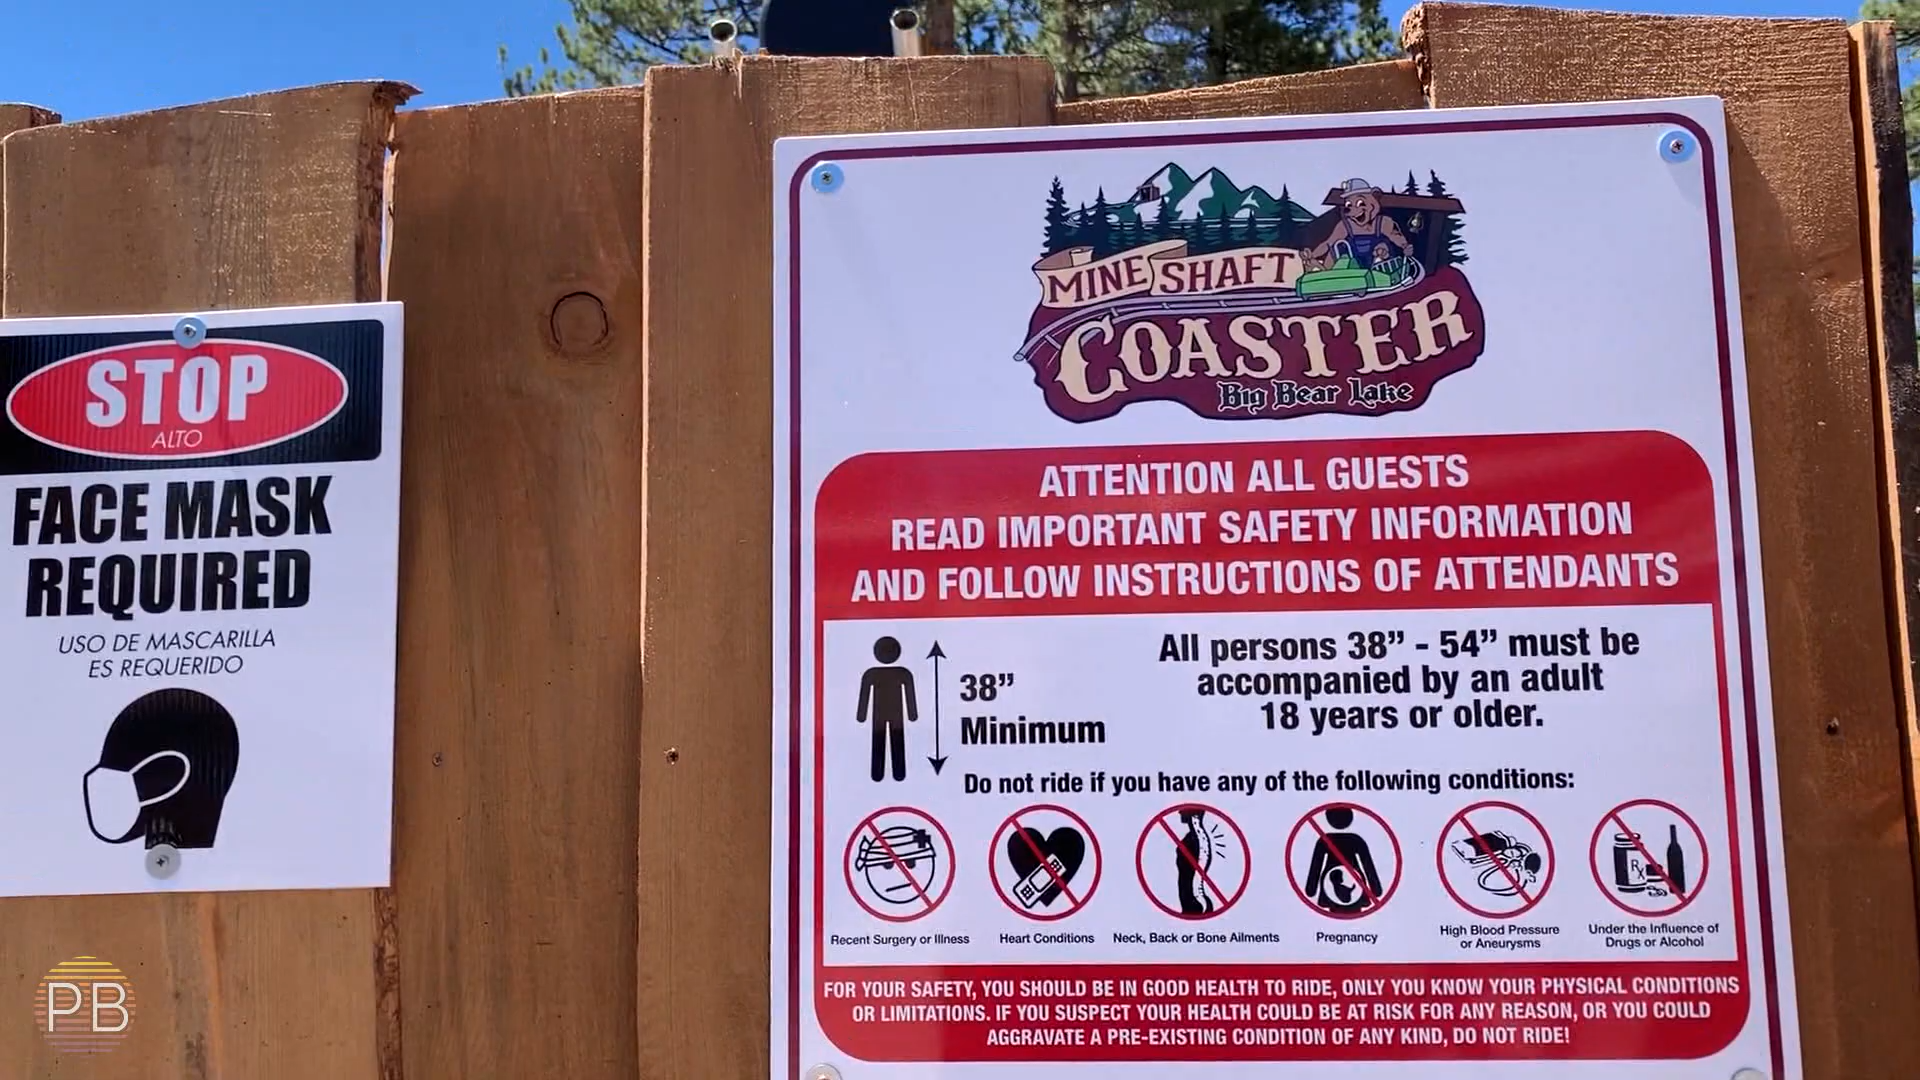 STOP
ALTO
FACE MASK
REQUIRED
USO DE MASCARILLA
ES REQUERIDO
MINE SHAFT
COASTER
Big Bear Lake
ATTENTION ALL GUESTS
READ IMPORTANT SAFETY INFORMATION
AND FOLLOW INSTRUCTIONS OF ATTENDANTS
38”
Minimum
All persons 38” - 54” must be
accompanied by an adult
18 years or older.
Do not ride if you have any of the following conditions:
Rx
Recent Surgery or Illness
Heart Conditions
Neck, Back or Bone Ailments
Pregnancy
High Blood Pressure
or Aneurysms
Under the Influence of
Drugs or Alcohol
FOR YOUR SAFETY, YOU SHOULD BE IN GOOD HEALTH TO RIDE, ONLY YOU KNOW YOUR PHYSICAL CONDITIONS
OR LIMITATIONS. IF YOU SUSPECT YOUR HEALTH COULD BE AT RISK FOR ANY REASON, OR YOU COULD
AGGRAVATE A PRE-EXISTING CONDITION OF ANY KIND, DO NOT RIDE!
PB